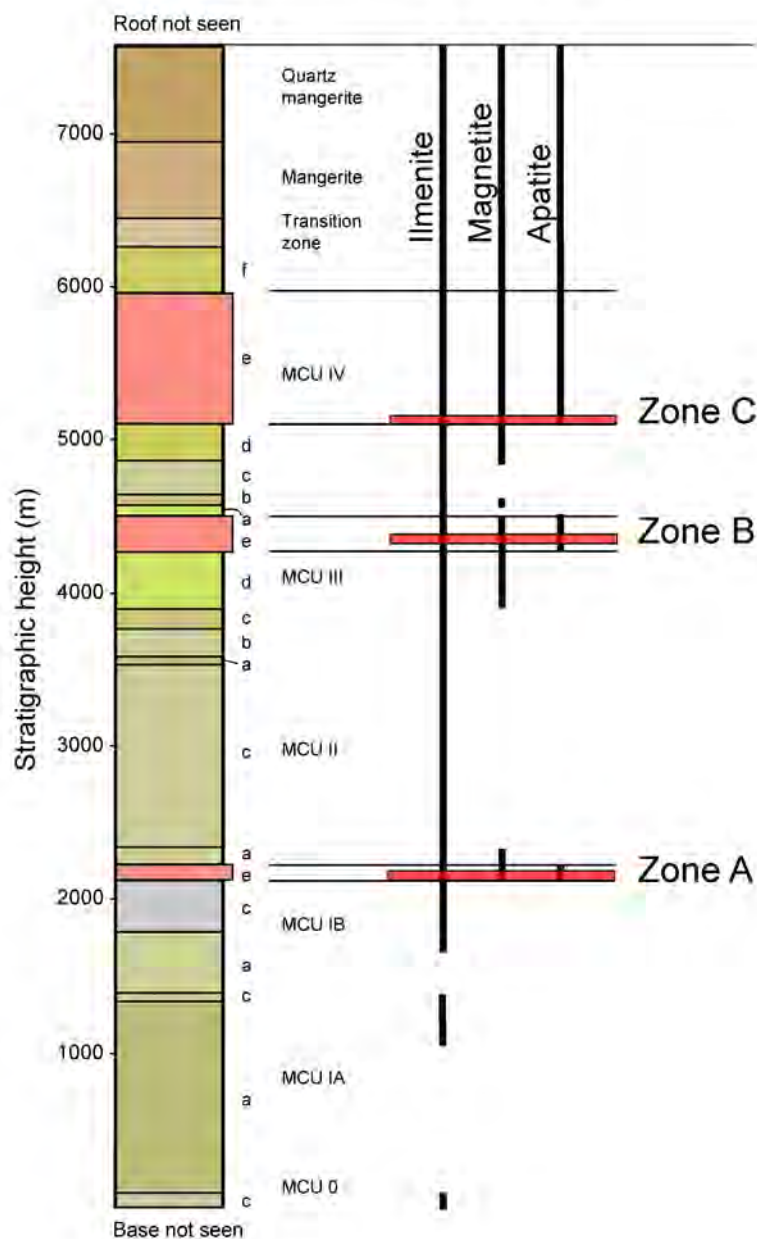 Roof not seen
Quartz
mangerite
7000
Mangerite
Transition
zone
f
6000
e
MCU IV
Zone C
5000
d
c
b
a
e
Zone B
MCU III
d
4000
c
b
a
3000
c
MCU II
a
e
Zone A
2000
c
MCU IB
a
c
1000
MCU IA
a
MCU 0
c
Base not seen
Stratigraphic height (m)
Ilmenite
Magnetite
Apatite